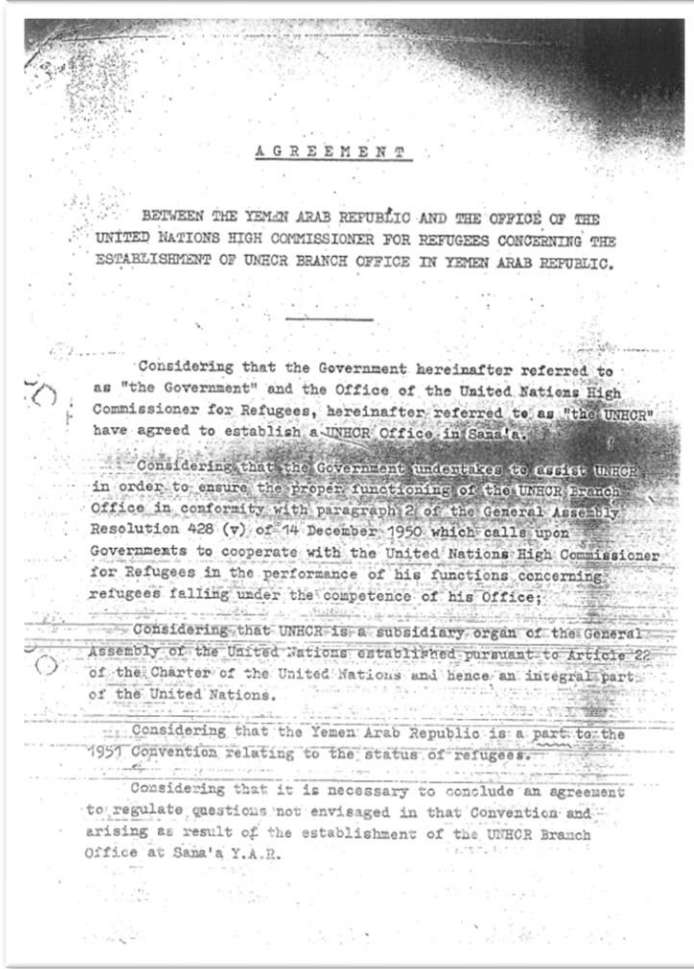 AGREEMENT
BETWEEN THE YEMEN ARAB REPUBLIC AND THE OFFICE OF THE
UNITED NATIONS HIGH COMMISSIONER FOR REFUGEES CONCERNING THE
ESTABLISHMENT OF UNHCR BRANCH OFFICE IN YEMEN ARAB REPUBLIC.
Considering that the Government hereinafter referred to
as "the Government" and the Office of the United Nations High
Commissioner for Refugees, hereinafter referred to as "the UNHCR"
have agreed to establish a UNHCR Office in Sana'a.
Considering that the Government undertakes to assist UNHCR
in order to ensure the proper functioning of the UNHCR Branch
Office in conformity with paragraph 2 of the General Assembly
Resolution 428 (v) of 14 December 1950 which calls upon
Governments to cooperate with the United Nations High Commissioner
for Refugees in the performance of his functions concerning
refugees falling under the competence of his Office;
Considering that UNHCR is a subsidiary organ of the General
Assembly of the United Nations established pursuant to Article 22
of the Charter of the United Nations and hence an integral part
of the United Nations.
Considering that the Yemen Arab Republic is a part to the
1951 Convention relating to the status of refugees.
Considering that it is necessary to conclude an agreement
to regulate questions not envisaged in that Convention and
arising as result of the establishment of the UNHCR Branch
Office at Sana'a Y.A.R.